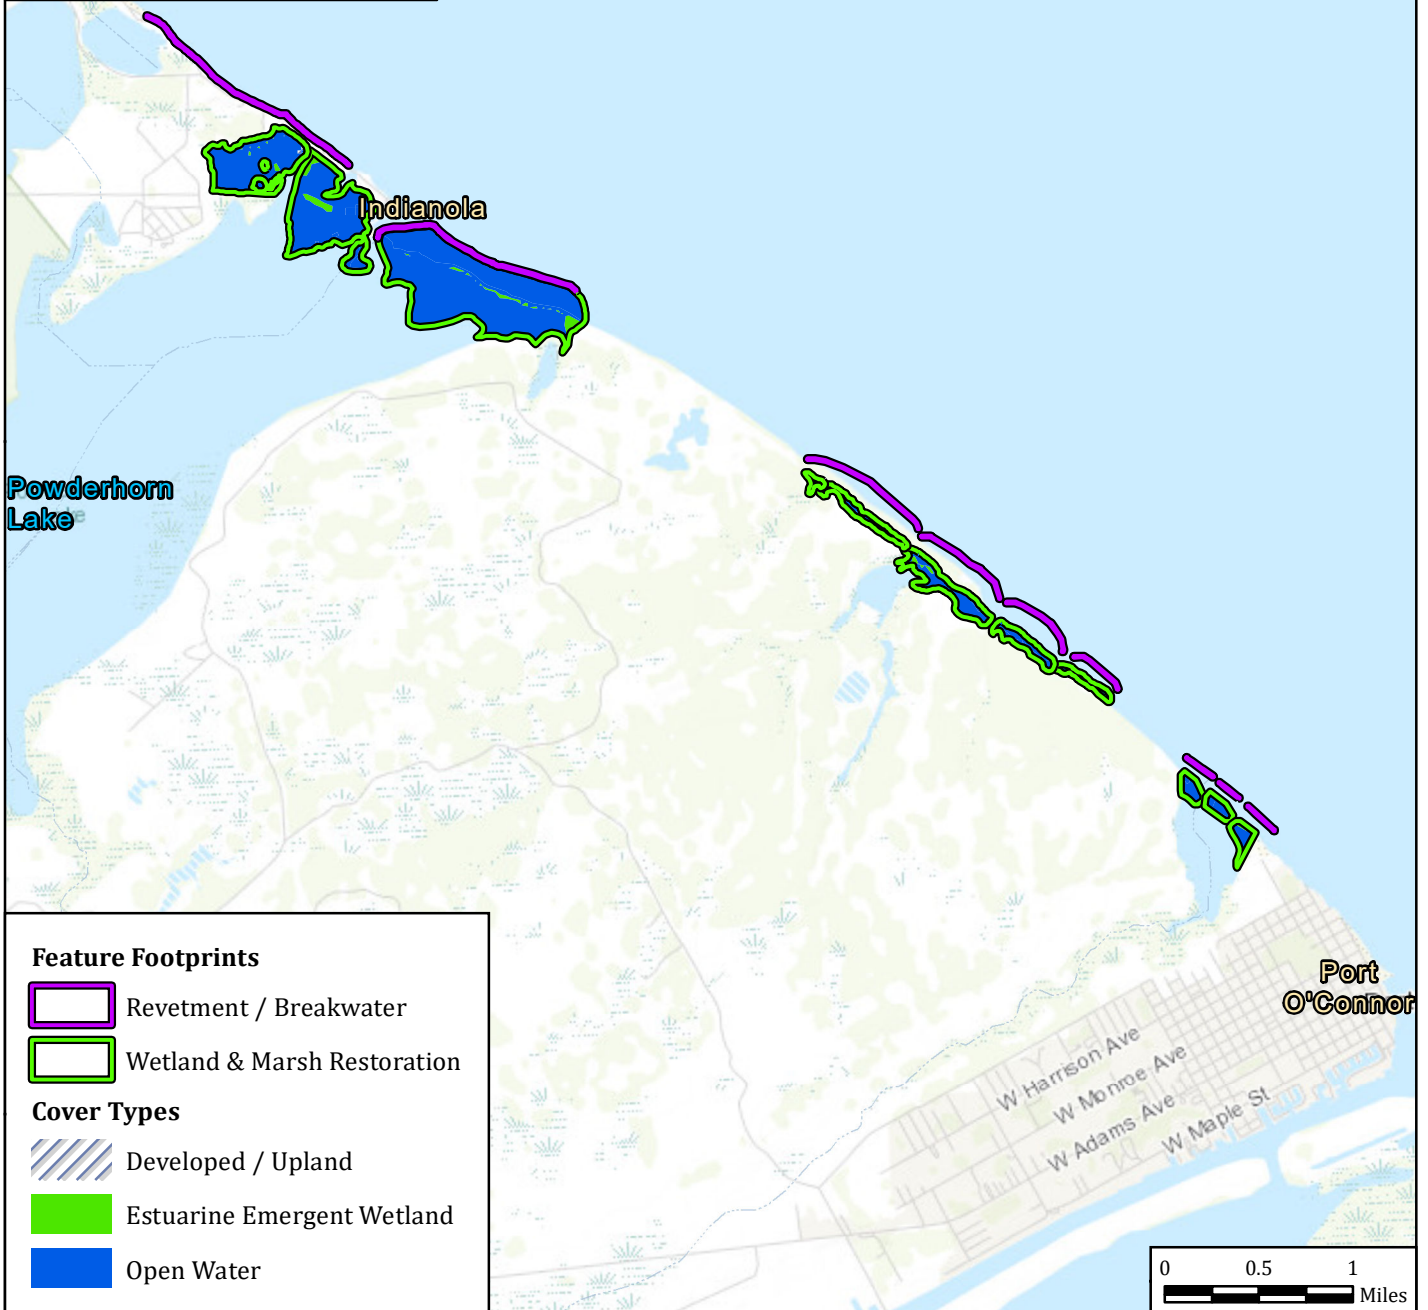 Indianola
Powderhorn
Lake
Port
O'Connor
W Harrison Ave
W Monroe Ave
W Adams Ave
W Maple St
Feature Footprints
Revetment / Breakwater
Wetland & Marsh Restoration
Cover Types
Developed / Upland
Estuarine Emergent Wetland
Open Water
0 0.5 1
Miles